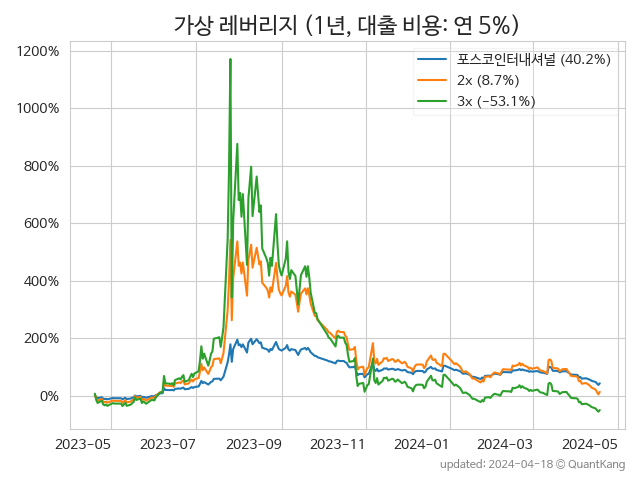 가상 레버리지 (1년, 대출 비용: 연 5%)
1200%
1000%
800%
600%
400%
200%
0%
포스코인터내셔널 (40.2%)
2x (8.7%)
3x (−53.1%)
2023-05 2023-07 2023-09 2023-11 2024-01 2024-03 2024-05
updated: 2024-04-18 © QuantKang